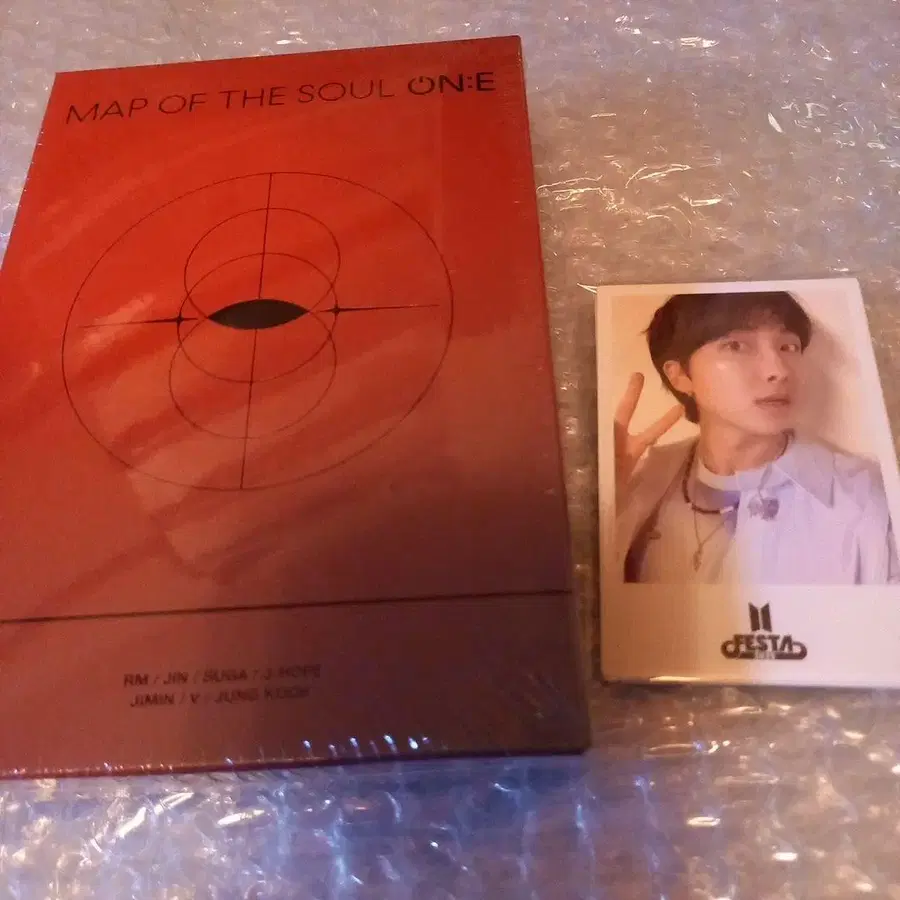 MAP OF THE SOUL ON:E
RM / JIN / SUGA / J-HOPE
JIMIN / V / JUNG KOOK
FESTA